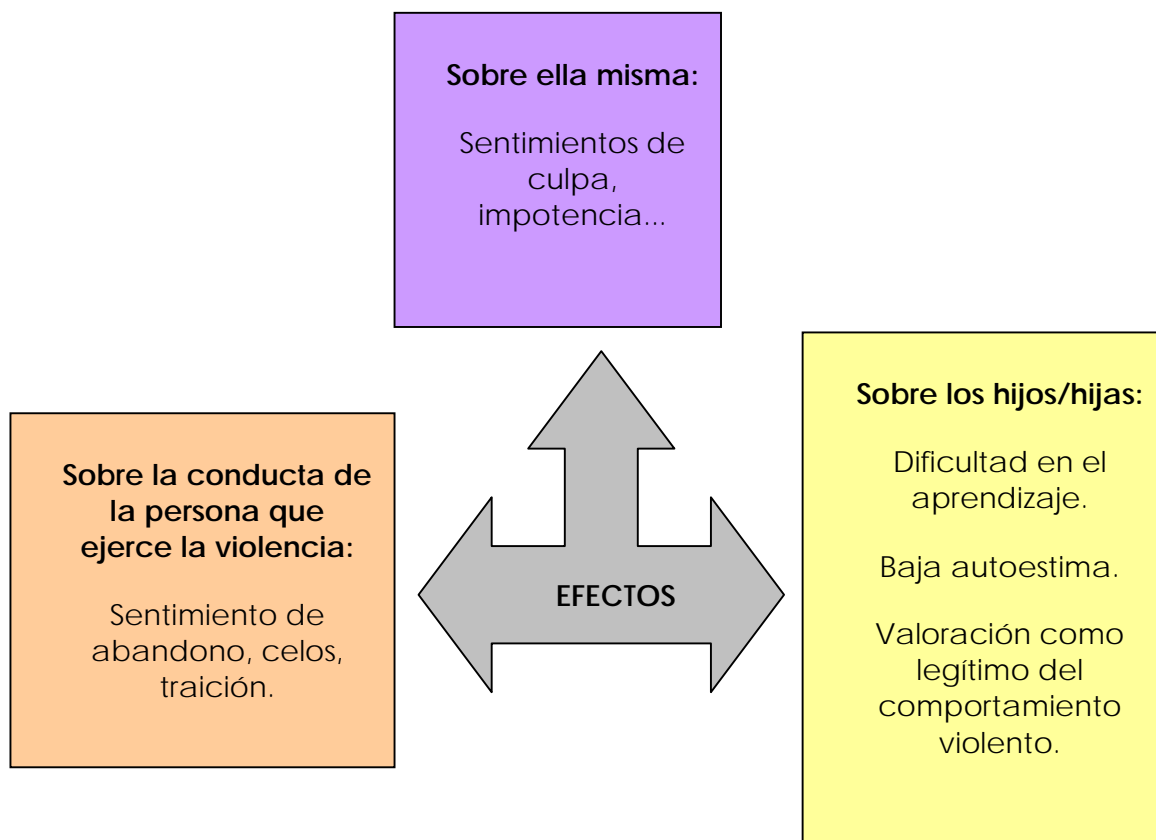 Sobre ella misma:
Sentimientos de
culpa,
impotencia...
Sobre la conducta de
la persona que
ejerce la violencia:
Sentimiento de
abandono, celos,
traición.
EFECTOS
Sobre los hijos/hijas:
Dificultad en el
aprendizaje.
Baja autoestima.
Valoración como
legítimo del
comportamiento
violento.